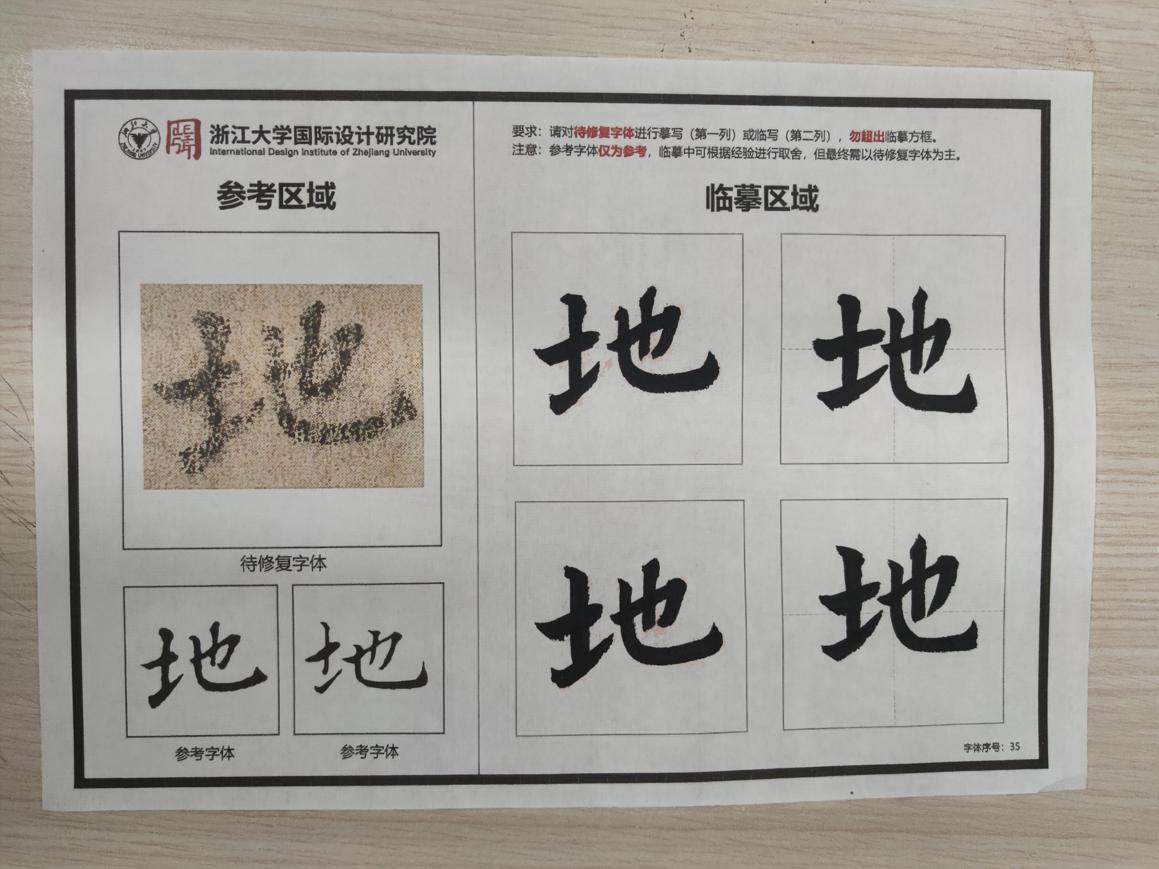 浙江大学国际设计研究院
International Design Institute of Zhejiang University
参考区域
地
待修复字体
地 地
参考字体 参考字体
要求：请对待修复字体进行摹写（第一列）或临写（第二列），勿超出临摹方框。
注意：参考字体仅为参考，临摹中可根据经验进行取舍，但最终需以待修复字体为主。
临摹区域
地 地
地 地
字体序号：35